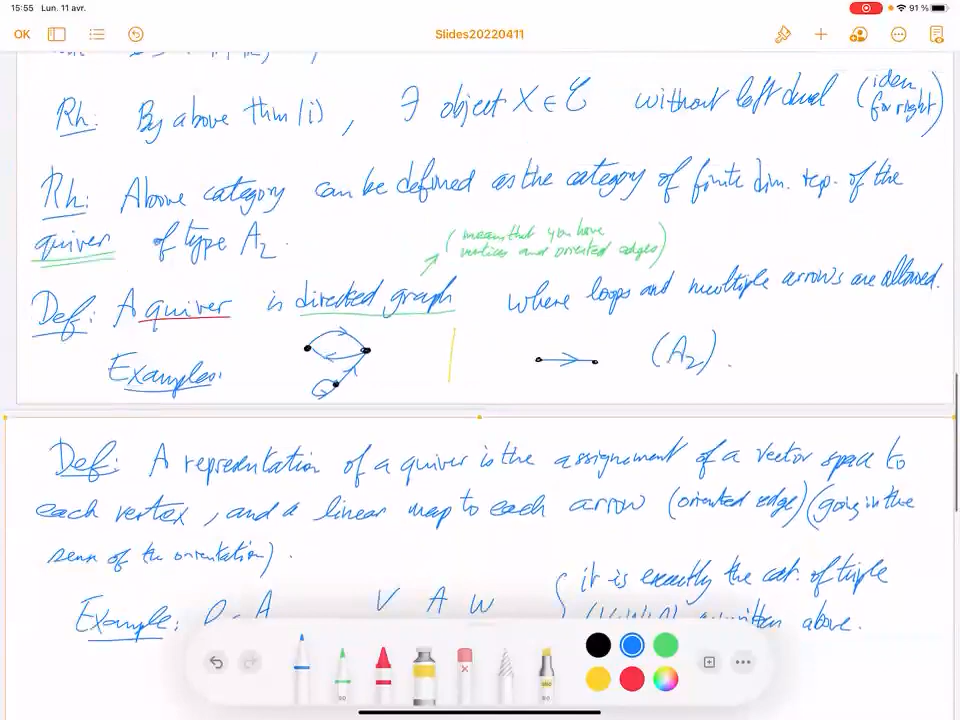 15:55 Lun. 11 avr.
91 %
OK
Slides20220411
Rk: By above thm (i), ∃ object X ∈ C without left dual (idem for right)
Rk: Above category can be defined as the category of finite dim. rep. of the
quiver of type A₂.
(means that you have
vertices and oriented edges)
Def: A quiver is directed graph where loops and multiple arrows are allowed.
Examples: (A₂).
Def: A representation of a quiver is the assignement of a vector space to
each vertex, and a linear map to each arrow (oriented edge) (going in the
sense of the orientation).
Example: V A W { it is exactly the cat. of triple
written above.